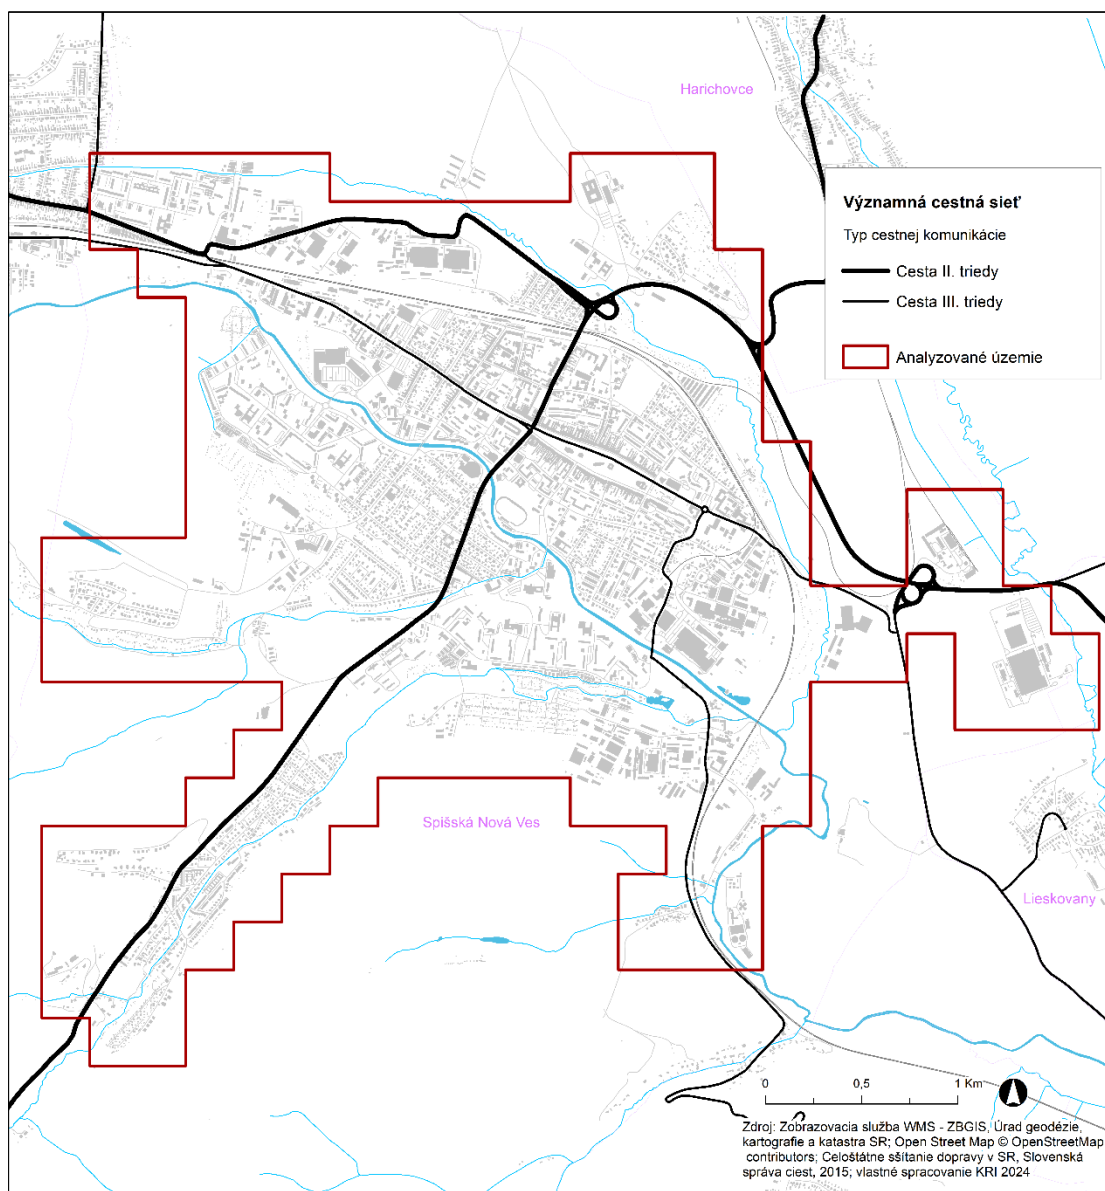 Harichovce
Významná cestná sieť
Typ cestnej komunikácie
Cesta II. triedy
Cesta III. triedy
Analyzované územie
Spišská Nová Ves
Lieskovany
0 0,5 1 Km
Zdroj: Zobrazovacia služba WMS - ZBGIS, Úrad geodézie,
kartografie a katastra SR; Open Street Map © OpenStreetMap
contributors; Celoštátne sšítanie dopravy v SR, Slovenská
správa ciest, 2015; vlastné spracovanie KRI 2024